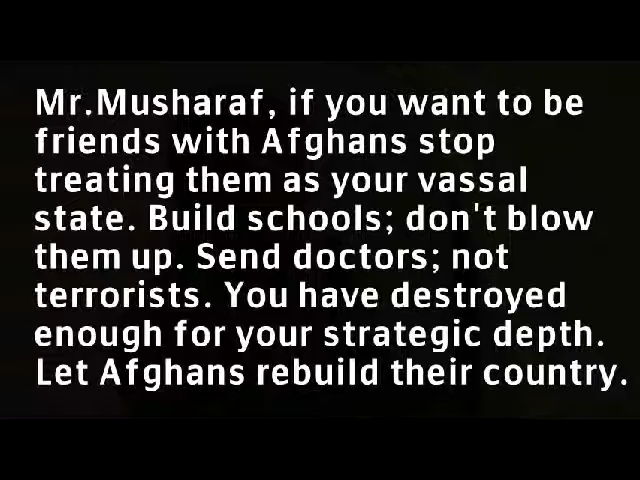 Mr.Musharaf, if you want to be
friends with Afghans stop
treating them as your vassal
state. Build schools; don't blow
them up. Send doctors; not
terrorists. You have destroyed
enough for your strategic depth.
Let Afghans rebuild their country.